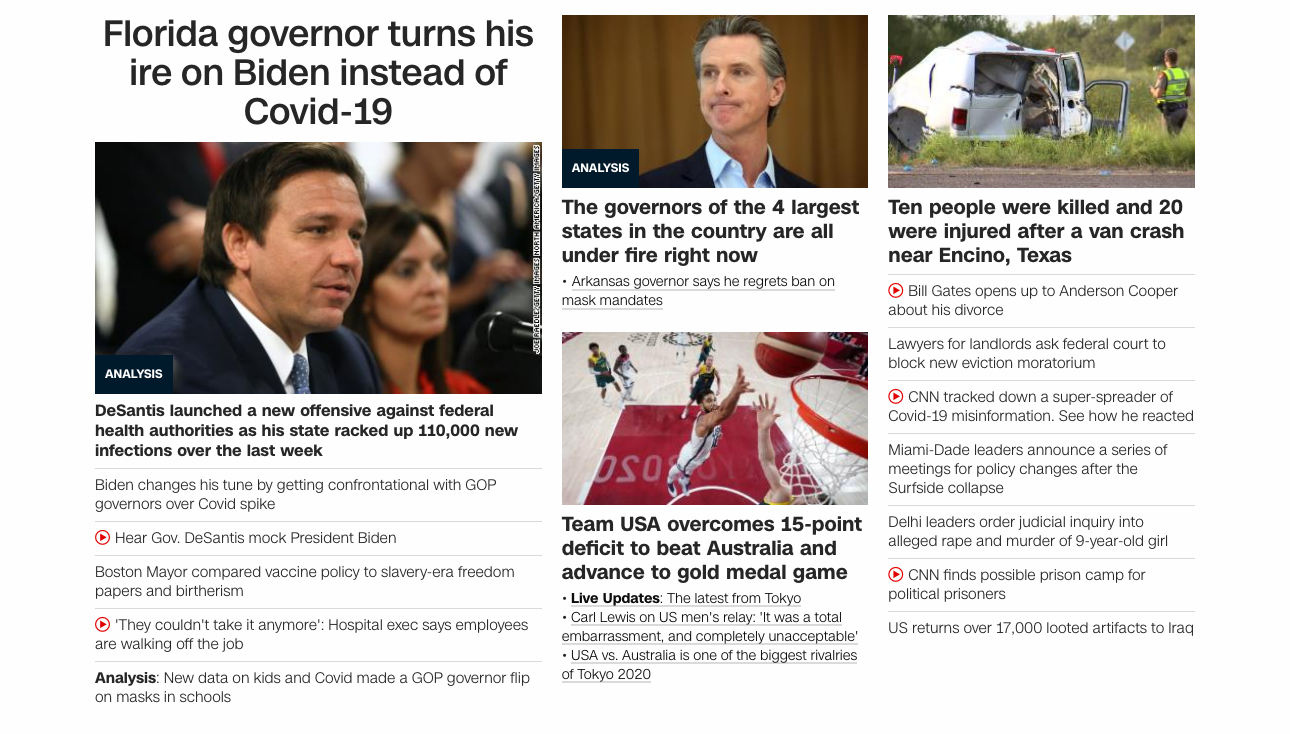 Florida governor turns his
ire on Biden instead of
Covid-19
JOE RAEDLE/GETTY IMAGES NORTH AMERICA/GETTY IMAGES
ANALYSIS
DeSantis launched a new offensive against federal
health authorities as his state racked up 110,000 new
infections over the last week
Biden changes his tune by getting confrontational with GOP
governors over Covid spike
Hear Gov. DeSantis mock President Biden
Boston Mayor compared vaccine policy to slavery-era freedom
papers and birtherism
'They couldn't take it anymore': Hospital exec says employees
are walking off the job
Analysis: New data on kids and Covid made a GOP governor flip
on masks in schools
ANALYSIS
The governors of the 4 largest
states in the country are all
under fire right now
• Arkansas governor says he regrets ban on
mask mandates
2020
Team USA overcomes 15-point
deficit to beat Australia and
advance to gold medal game
• Live Updates: The latest from Tokyo
• Carl Lewis on US men's relay: 'It was a total
embarrassment, and completely unacceptable'
• USA vs. Australia is one of the biggest rivalries
of Tokyo 2020
Ten people were killed and 20
were injured after a van crash
near Encino, Texas
Bill Gates opens up to Anderson Cooper
about his divorce
Lawyers for landlords ask federal court to
block new eviction moratorium
CNN tracked down a super-spreader of
Covid-19 misinformation. See how he reacted
Miami-Dade leaders announce a series of
meetings for policy changes after the
Surfside collapse
Delhi leaders order judicial inquiry into
alleged rape and murder of 9-year-old girl
CNN finds possible prison camp for
political prisoners
US returns over 17,000 looted artifacts to Iraq